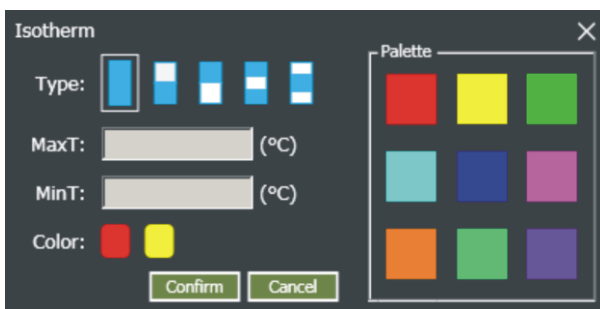 Isotherm
Palette
Type:
MaxT: (°C)
MinT: (°C)
Color:
Confirm Cancel